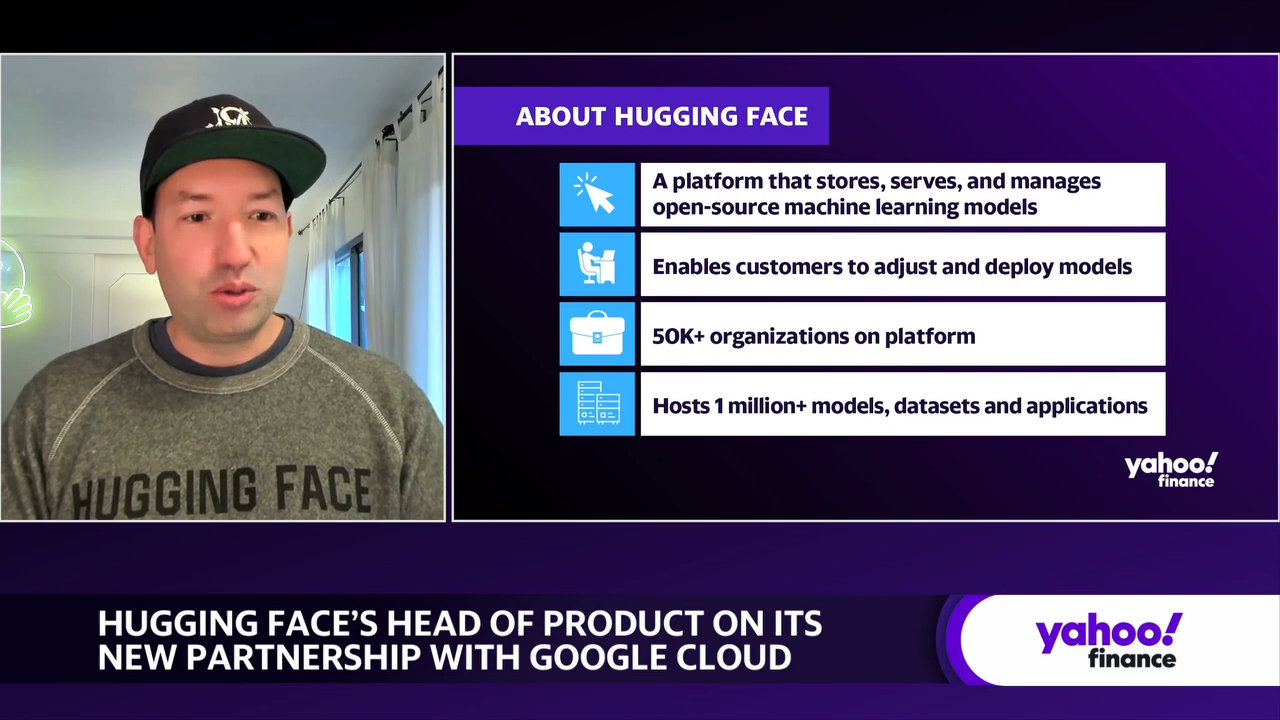 HUGGING FACE
ABOUT HUGGING FACE
A platform that stores, serves, and manages
open-source machine learning models
Enables customers to adjust and deploy models
50K+ organizations on platform
Hosts 1 million+ models, datasets and applications
yahoo!
finance
HUGGING FACE’S HEAD OF PRODUCT ON ITS
NEW PARTNERSHIP WITH GOOGLE CLOUD
yahoo!
finance